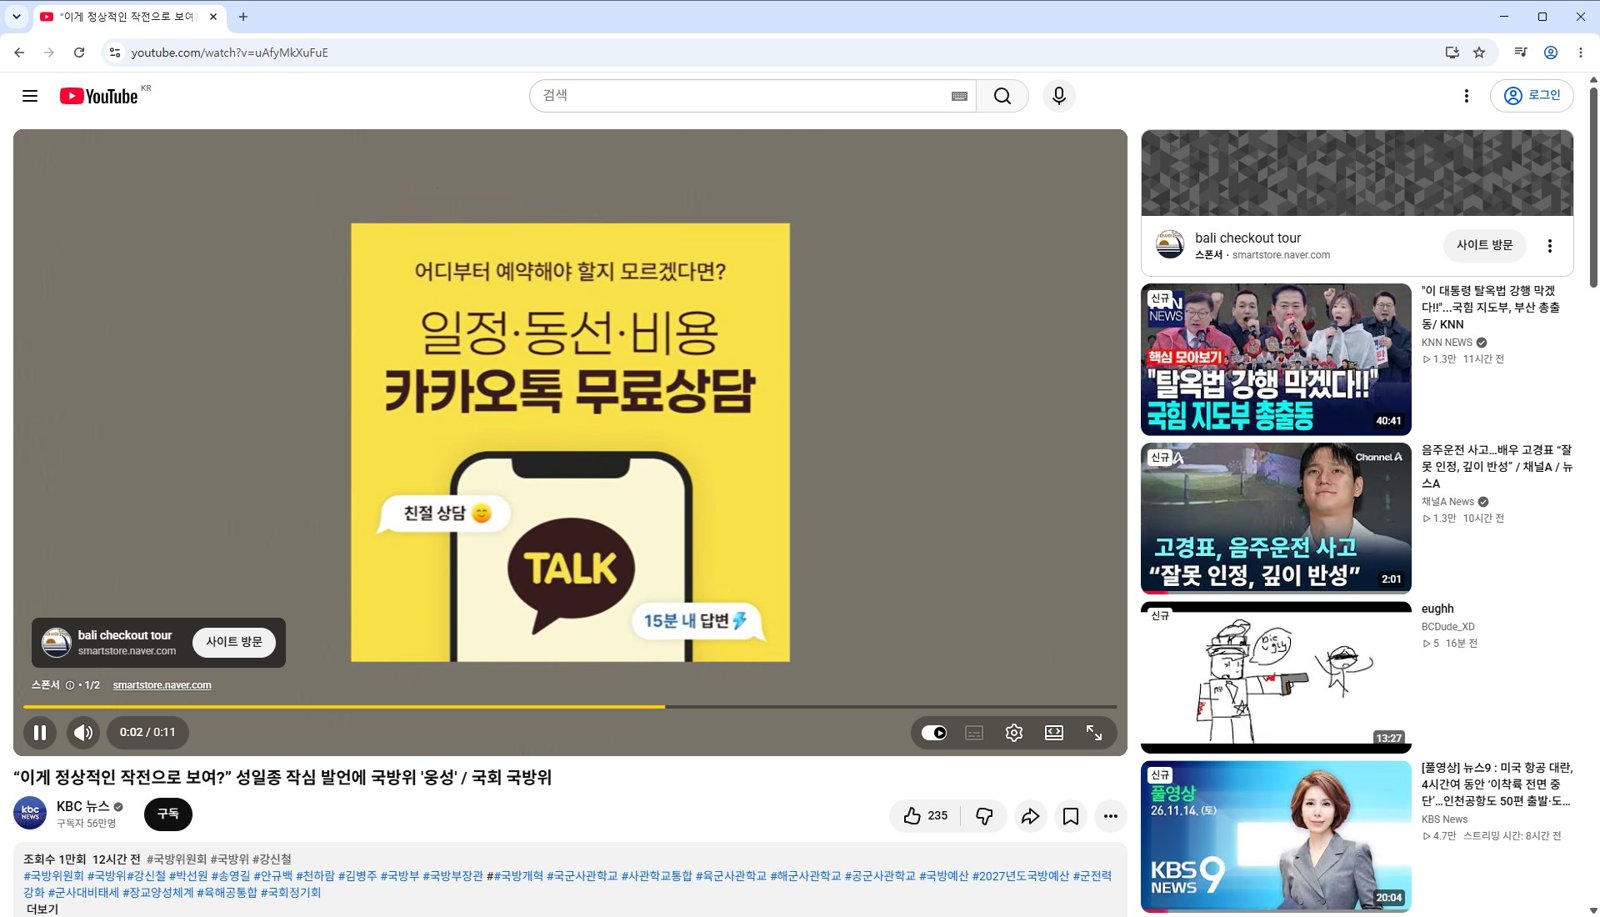 “이게 정상적인 작전으로 보여?
youtube.com/watch?v=uAfyMkXuFuE
YouTube KR
검색
로그인
어디부터 예약해야 할지 모르겠다면?
일정·동선·비용
카카오톡 무료상담
친절 상담
TALK
15분 내 답변
bali checkout tour
smartstore.naver.com
사이트 방문
스폰서 · 1/2 smartstore.naver.com
0:02 / 0:11
“이게 정상적인 작전으로 보여?” 성일종 작심 발언에 국방위 '웅성' / 국회 국방위
kbc NEWS
KBC 뉴스
구독자 56만명
구독
235
조회수 1만회 12시간 전 #국방위원회 #국방위 #강신철
#국방위원회 #국방위#강신철 #박선원 #송영길 #안규백 #천하람 #김병주 #국방부 #국방부장관 ##국방개혁 #국군사관학교 #사관학교통합 #육군사관학교 #해군사관학교 #공군사관학교 #국방예산 #2027년도국방예산 #군전력
강화 #군사대비태세 #장교양성체계 #육해공통합 #국회정기회
더보기
bali checkout tour
스폰서 · smartstore.naver.com
사이트 방문
신규
NEWS
핵심 모아보기
"탈옥법 강행 막겠다!!"
국힘 지도부 총출동
40:41
"이 대통령 탈옥법 강행 막겠
다!!"...국힘 지도부, 부산 총출
동/ KNN
KNN NEWS
1.3만 11시간 전
신규
Channel A
고경표, 음주운전 사고
“잘못 인정, 깊이 반성”
2:01
음주운전 사고…배우 고경표 “잘
못 인정, 깊이 반성” / 채널A / 뉴
스A
채널A News
1.3만 10시간 전
신규
Die ugly
13:27
eughh
BCDude_XD
5 16분 전
신규
풀영상
26.11.14.(토)
KBS
NEWS 9
20:04
[풀영상] 뉴스9 : 미국 항공 대란,
4시간여 동안 ‘이착륙 전면 중
단’…인천공항도 50편 출발·도...
KBS News
4.7만 스트리밍 시간: 8시간 전